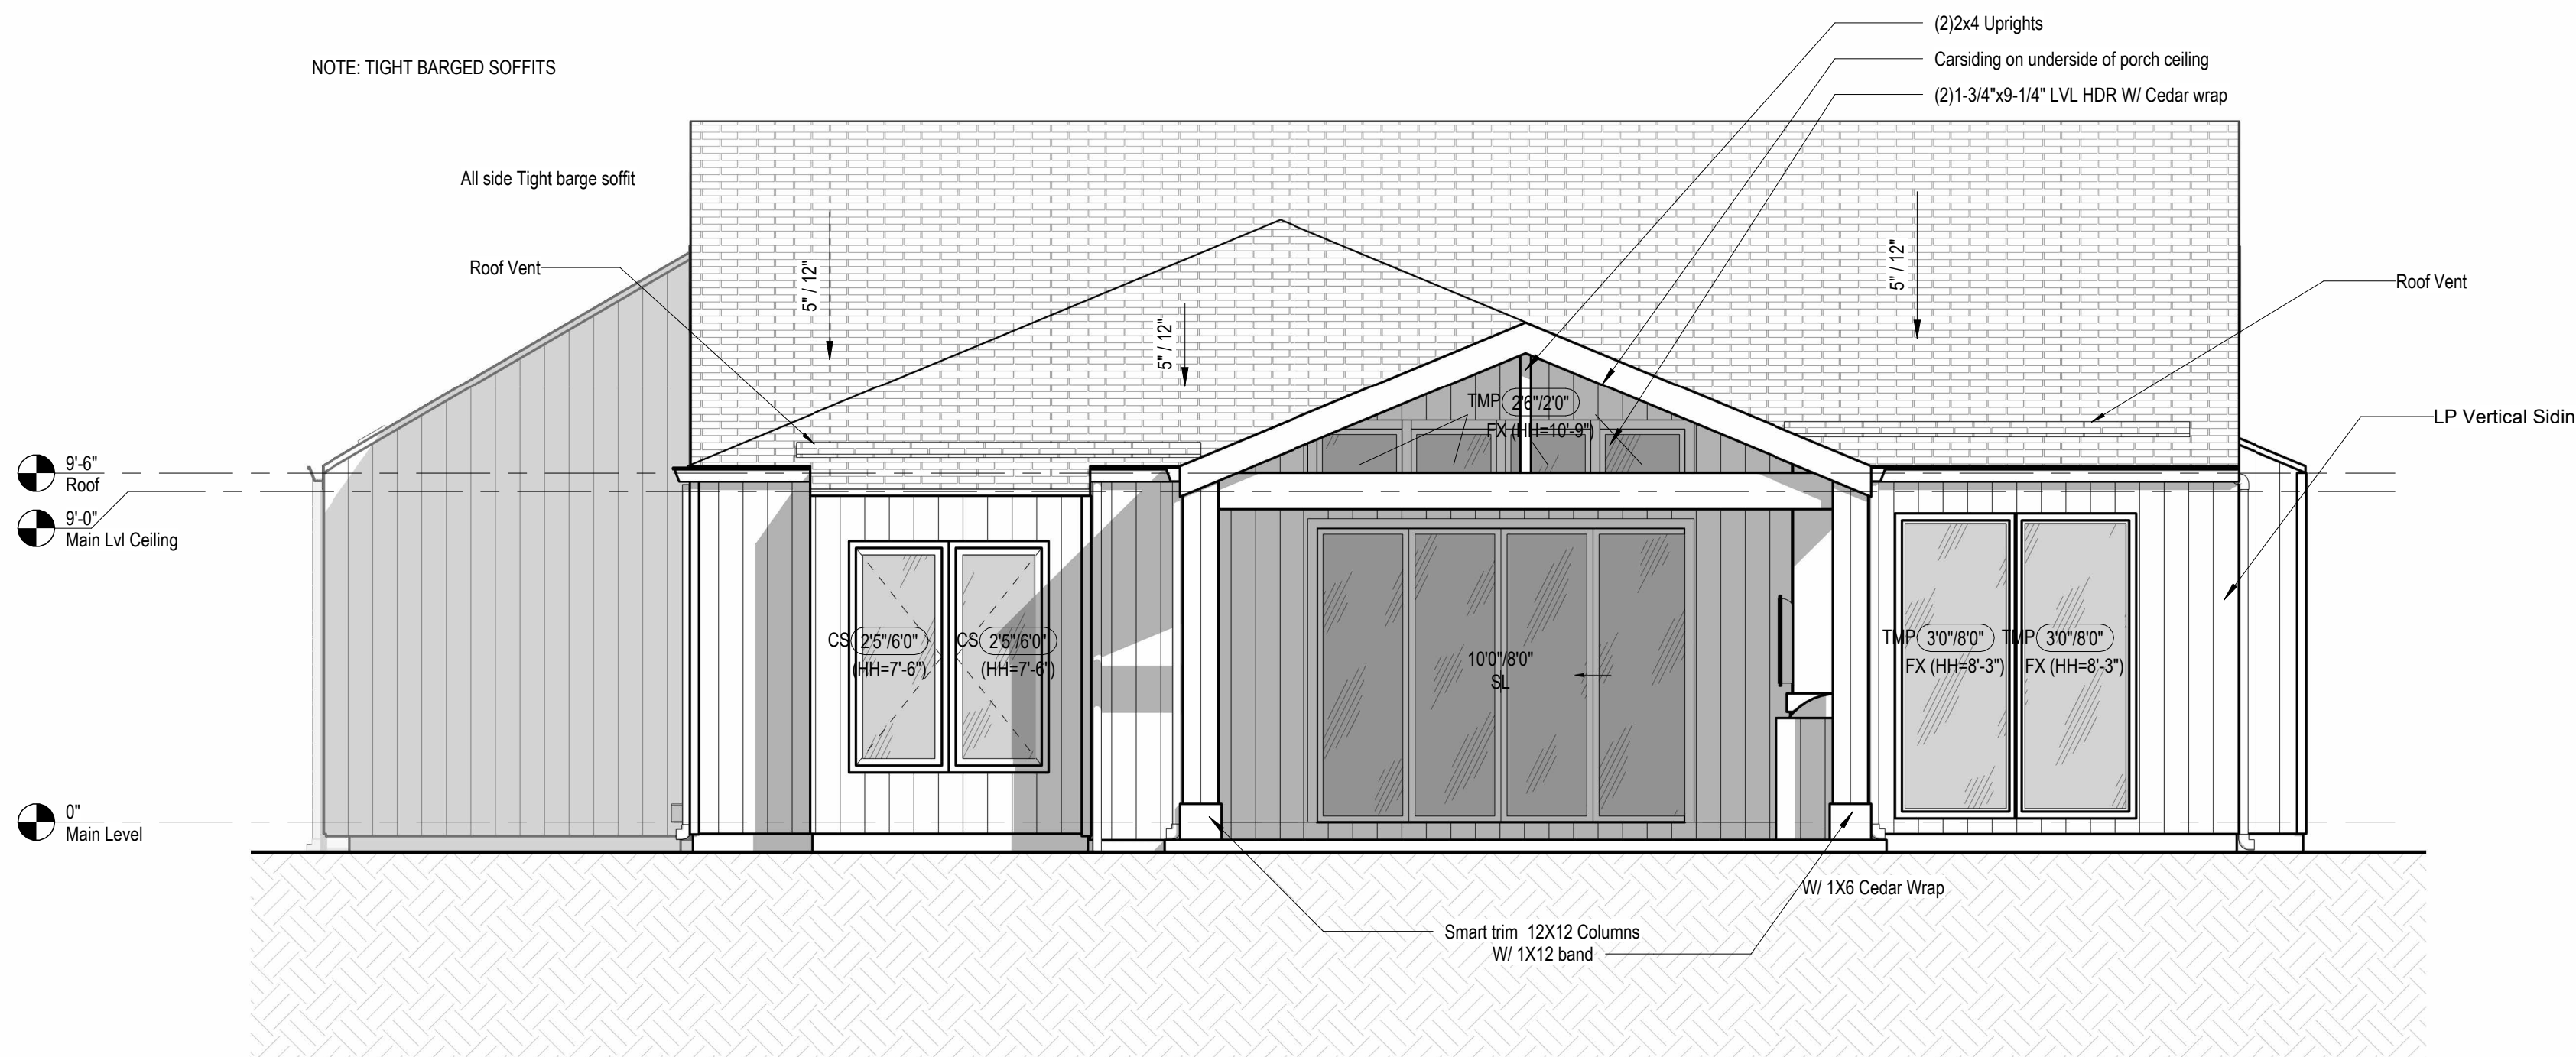 (2)2x4 Uprights
Carsiding on underside of porch ceiling
(2)1-3/4"x9-1/4" LVL HDR W/ Cedar wrap
NOTE: TIGHT BARGED SOFFITS
All side Tight barge soffit
Roof Vent
5" / 12"
5" / 12"
5" / 12"
Roof Vent
TMP 2'6"/2'0"
FX (HH=10'-9")
LP Vertical Sidin
9'-6"
Roof
9'-0"
Main Lvl Ceiling
CS 2'5"/6'0"
(HH=7'-6")
CS 2'5"/6'0"
(HH=7'-6")
10'0"/8'0"
SL
TMP 3'0"/8'0"
FX (HH=8'-3")
TMP 3'0"/8'0"
FX (HH=8'-3")
0"
Main Level
W/ 1X6 Cedar Wrap
Smart trim 12X12 Columns
W/ 1X12 band